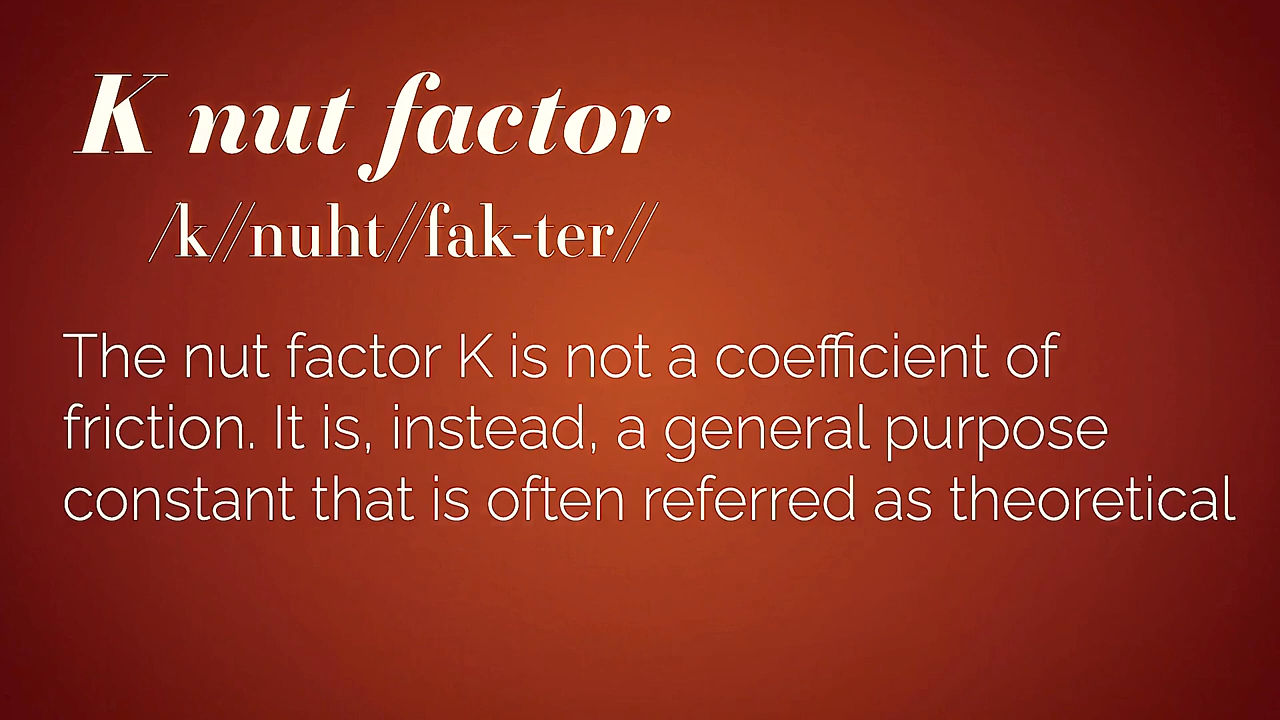 K nut factor
/k//nuht//fak-ter//
The nut factor K is not a coefficient of
friction. It is, instead, a general purpose
constant that is often referred as theoretical